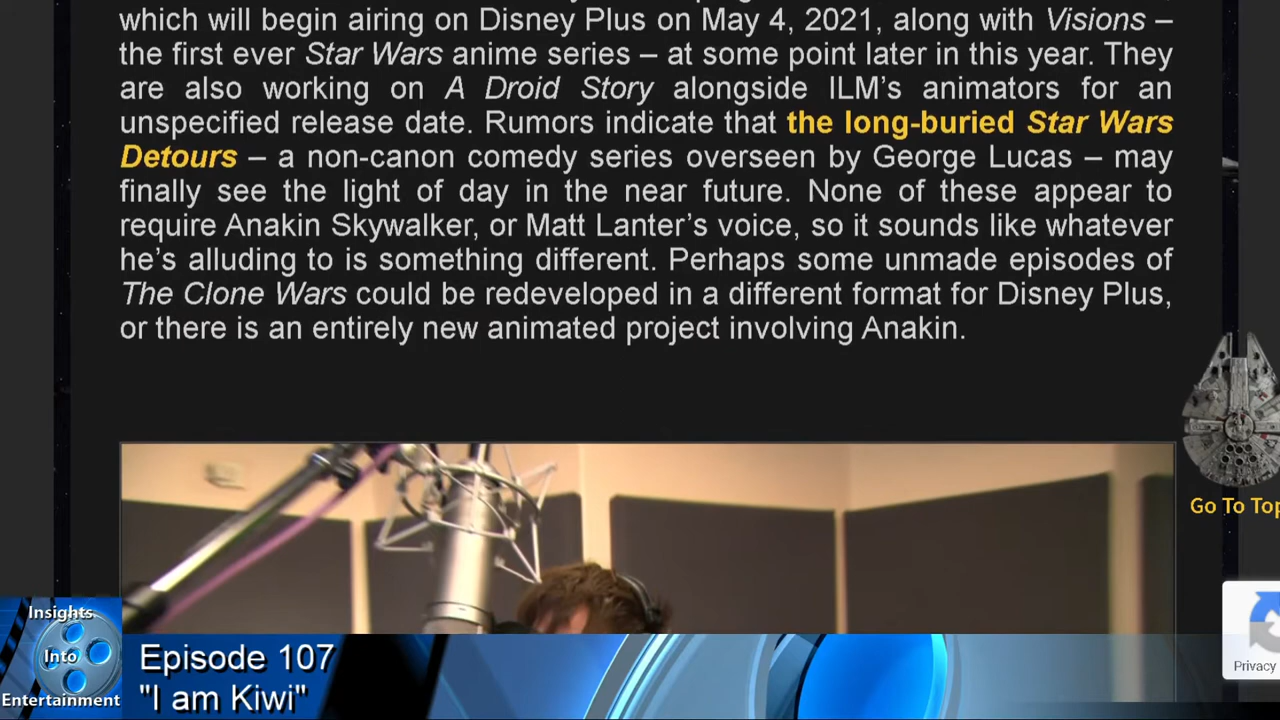 which will begin airing on Disney Plus on May 4, 2021, along with Visions –
the first ever Star Wars anime series – at some point later in this year. They
are also working on A Droid Story alongside ILM's animators for an
unspecified release date. Rumors indicate that the long-buried Star Wars
Detours – a non-canon comedy series overseen by George Lucas – may
finally see the light of day in the near future. None of these appear to
require Anakin Skywalker, or Matt Lanter's voice, so it sounds like whatever
he's alluding to is something different. Perhaps some unmade episodes of
The Clone Wars could be redeveloped in a different format for Disney Plus,
or there is an entirely new animated project involving Anakin.
Go To Top
Privacy
Insights
Into
Entertainment
Episode 107
"I am Kiwi"